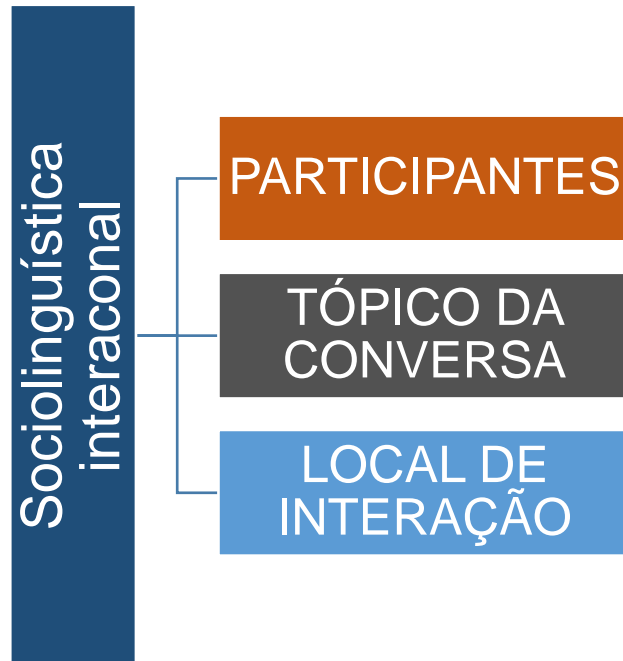 Sociolinguística
interaconal
PARTICIPANTES
TÓPICO DA
CONVERSA
LOCAL DE
INTERAÇÃO